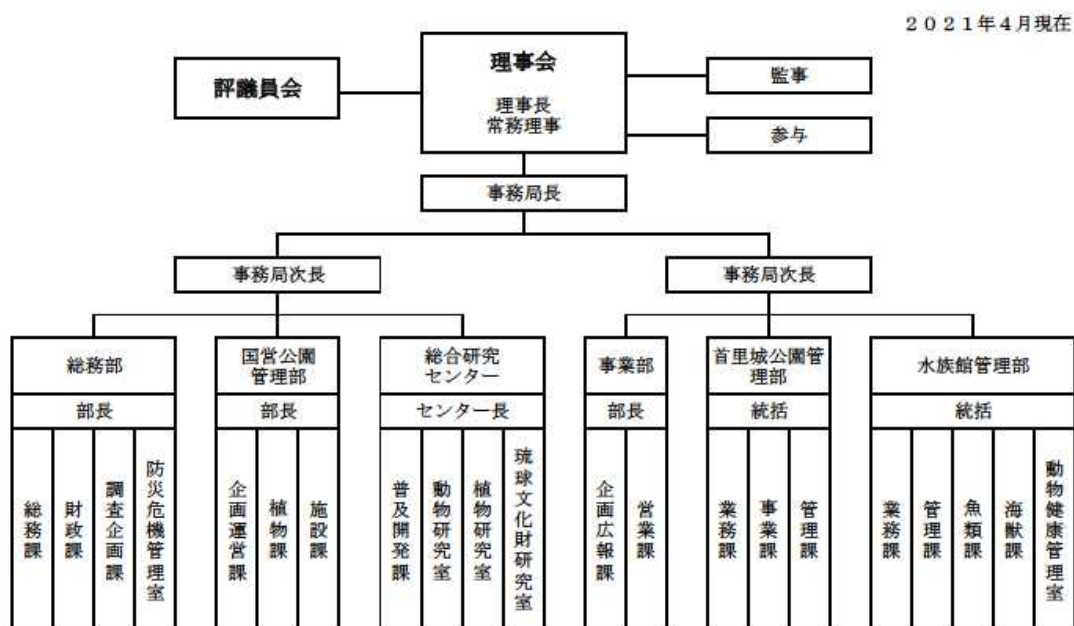 2021年4月現在
評議員会
理事会
理事長
常務理事
監事
参与
事務局長
事務局次長
事務局次長
総務部
部長
総務課
財政課
調査企画課
防災危機管理室
国営公園
管理部
部長
企画運営課
植物課
施設課
総合研究
センター
センター長
普及開発課
動物研究室
植物研究室
琉球文化財研究室
事業部
部長
企画広報課
営業課
首里城公園管
理部
統括
業務課
事業課
管理課
水族館管理部
統括
業務課
管理課
魚類課
海獣課
動物健康管理室